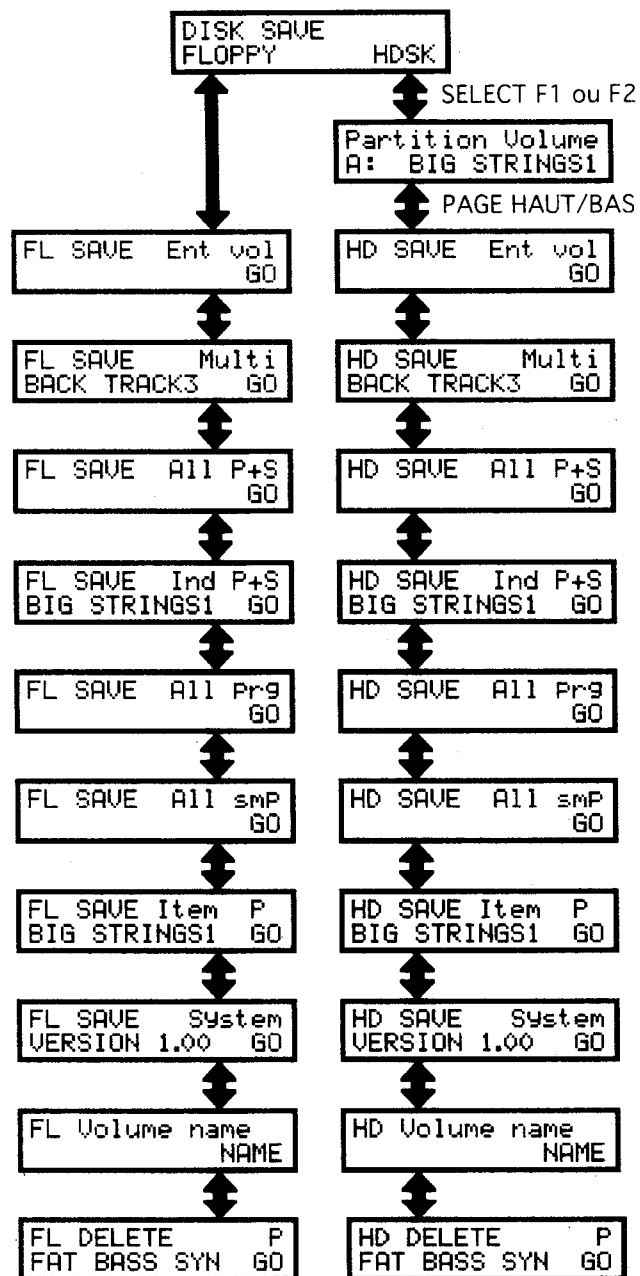 DISK SAVE
FLOPPY HDSK
SELECT F1 ou F2
Partition Volume
A: BIG STRINGS1
PAGE HAUT/BAS
FL SAVE Ent vol
GO
HD SAVE Ent vol
GO
FL SAVE Multi
BACK TRACK3 GO
HD SAVE Multi
BACK TRACK3 GO
FL SAVE All P+S
GO
HD SAVE All P+S
GO
FL SAVE Ind P+S
BIG STRINGS1 GO
HD SAVE Ind P+S
BIG STRINGS1 GO
FL SAVE All prg
GO
HD SAVE All prg
GO
FL SAVE All smp
GO
HD SAVE All smp
GO
FL SAVE Item P
BIG STRINGS1 GO
HD SAVE Item P
BIG STRINGS1 GO
FL SAVE System
VERSION 1.00 GO
HD SAVE System
VERSION 1.00 GO
FL Volume name
NAME
HD Volume name
NAME
FL DELETE P
FAT BASS SYN GO
HD DELETE P
FAT BASS SYN GO